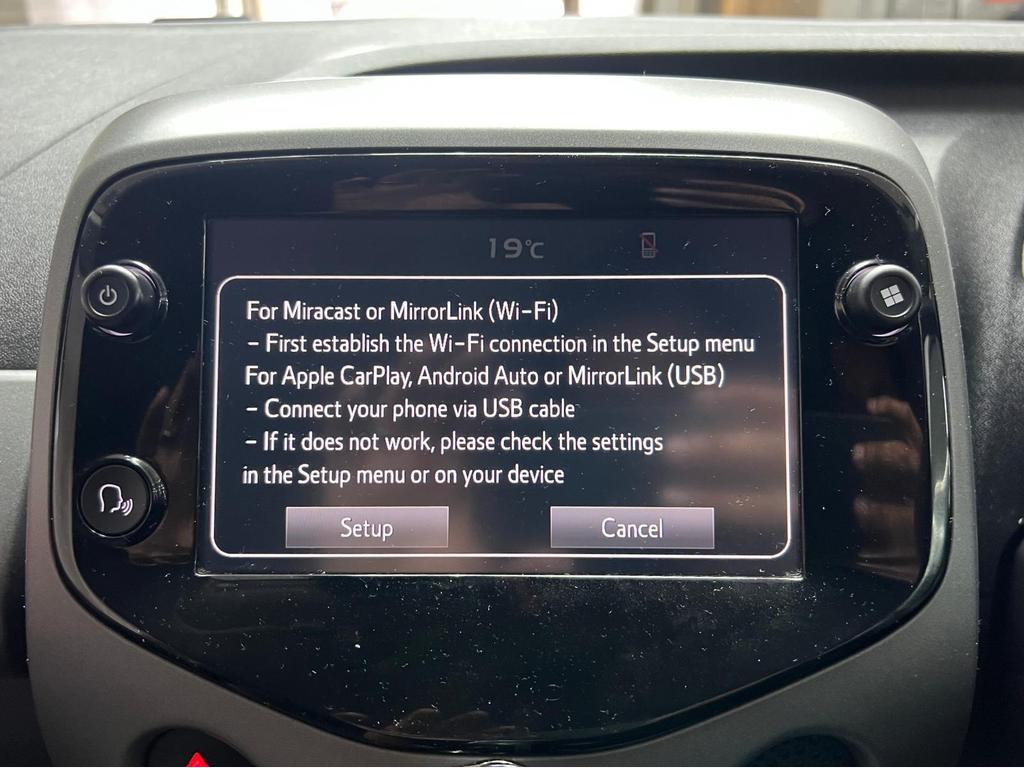 19°C
For Miracast or MirrorLink (Wi-Fi)
- First establish the Wi-Fi connection in the Setup menu
For Apple CarPlay, Android Auto or MirrorLink (USB)
- Connect your phone via USB cable
- If it does not work, please check the settings
in the Setup menu or on your device
Setup
Cancel